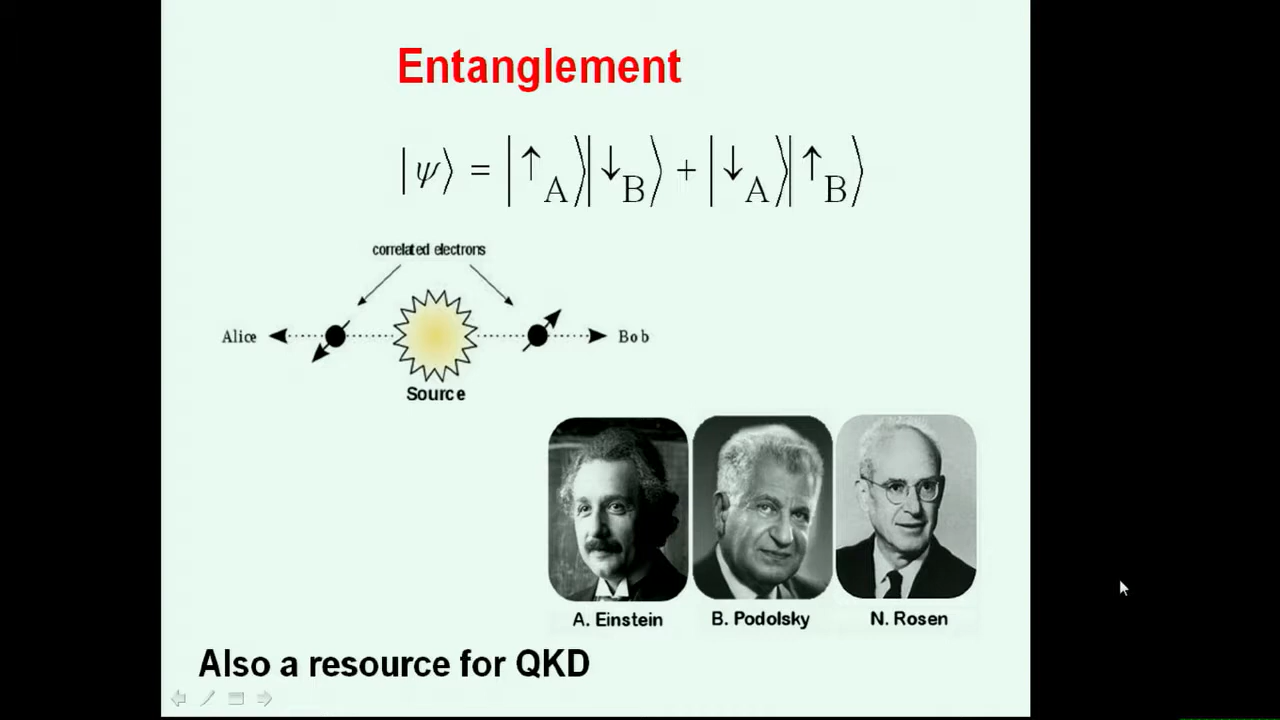 Entanglement
|ψ⟩ = |↑A⟩|↓B⟩ + |↓A⟩|↑B⟩
correlated electrons
Alice
Bob
Source
A. Einstein
B. Podolsky
N. Rosen
Also a resource for QKD